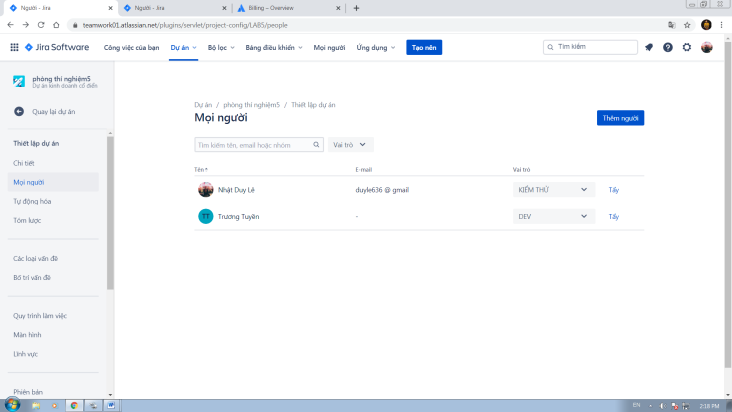 Người - Jira
Người - Jira
Billing – Overview
teamwork01.atlassian.net/plugins/servlet/project-config/LAB5/people
Jira Software
Công việc của bạn
Dự án
Bộ lọc
Bảng điều khiển
Mọi người
Ứng dụng
Tạo nên
Tìm kiếm
phòng thí nghiệm5
Dự án kinh doanh cổ điển
Quay lại dự án
Thiết lập dự án
Chi tiết
Mọi người
Tự động hóa
Tóm lược
Các loại vấn đề
Bố trí vấn đề
Quy trình làm việc
Màn hình
Lĩnh vực
Phiên bản
Dự án / phòng thí nghiệm5 / Thiết lập dự án
Mọi người
Thêm người
Tìm kiếm tên, email hoặc nhóm
Vai trò
Tên
E-mail
Vai trò
Nhật Duy Lê
duyle636 @ gmail
KIỂM THỬ
Tẩy
TT
Trương Tuyền
-
DEV
Tẩy
EN
2:18 PM